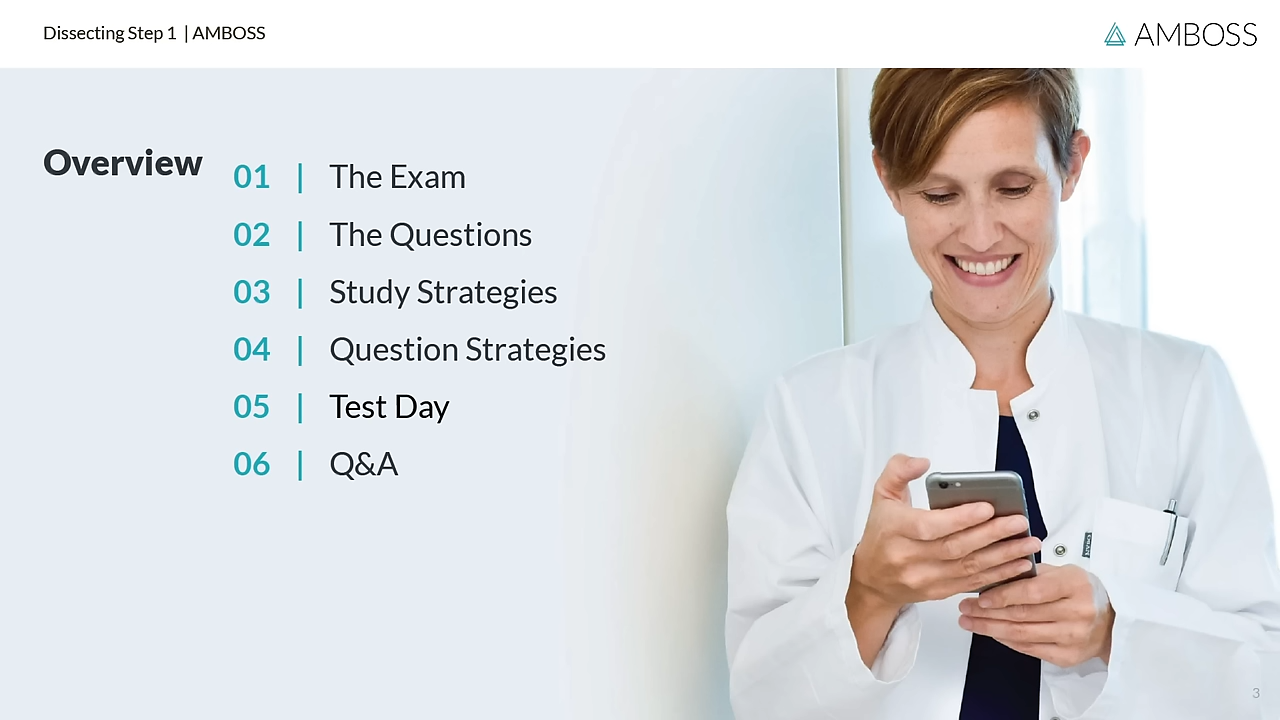 Dissecting Step 1 | AMBOSS
AMBOSS
Overview
01 | The Exam
02 | The Questions
03 | Study Strategies
04 | Question Strategies
05 | Test Day
06 | Q&A
3